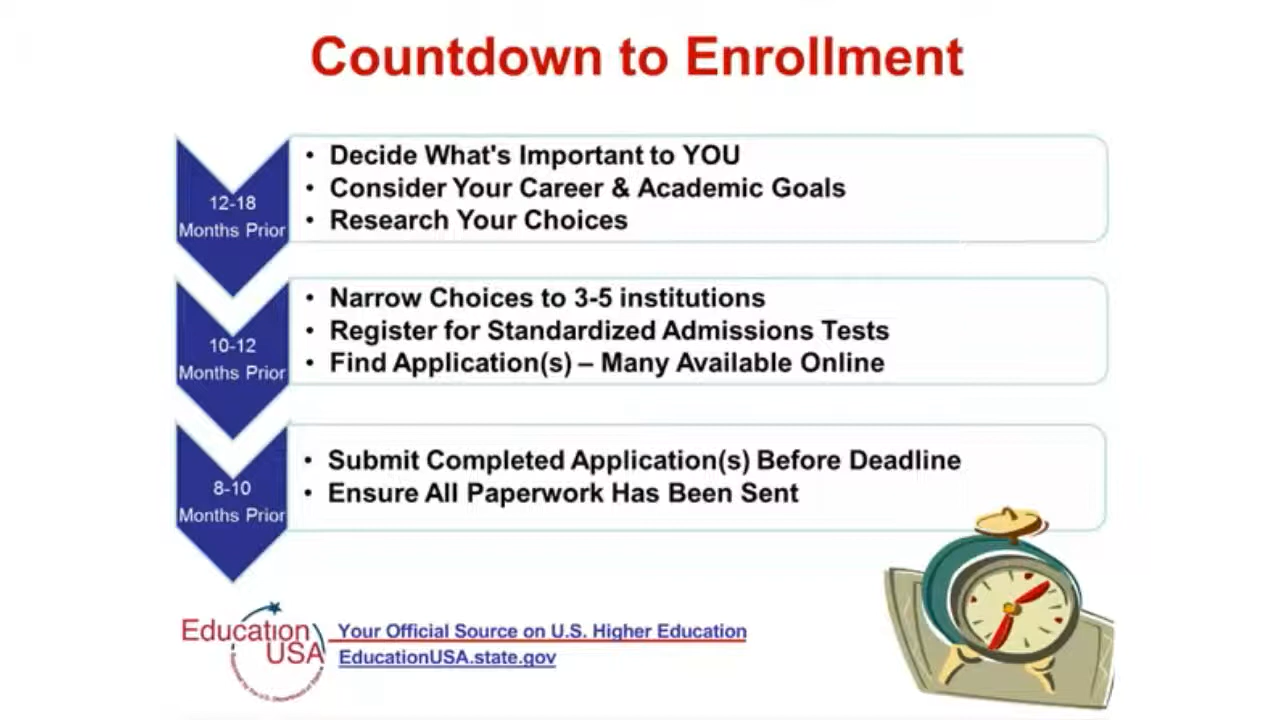 Countdown to Enrollment
12-18
Months Prior
• Decide What's Important to YOU
• Consider Your Career & Academic Goals
• Research Your Choices
10-12
Months Prior
• Narrow Choices to 3-5 institutions
• Register for Standardized Admissions Tests
• Find Application(s) – Many Available Online
8-10
Months Prior
• Submit Completed Application(s) Before Deadline
• Ensure All Paperwork Has Been Sent
Education
USA
Your Official Source on U.S. Higher Education
EducationUSA.state.gov